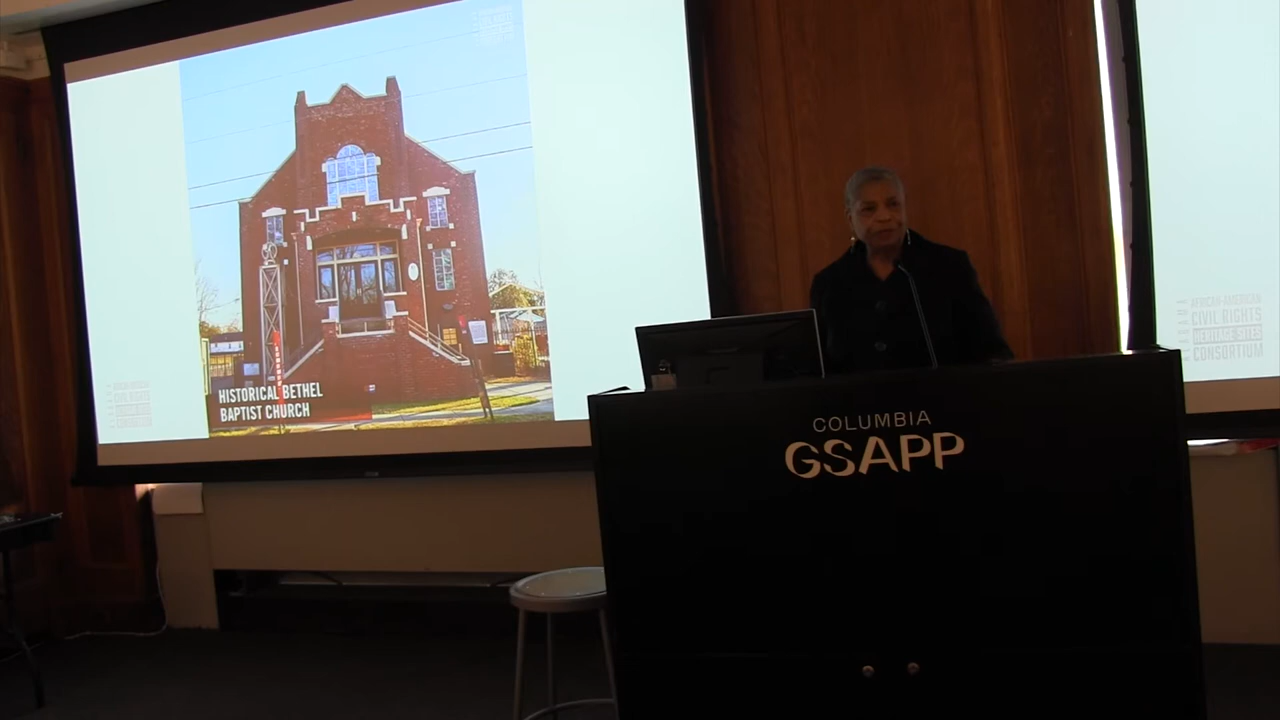 HISTORICAL BETHEL
BAPTIST CHURCH
COLUMBIA
GSAPP
AFRICAN-AMERICAN
CIVIL RIGHTS
HERITAGE SITES
CONSORTIUM